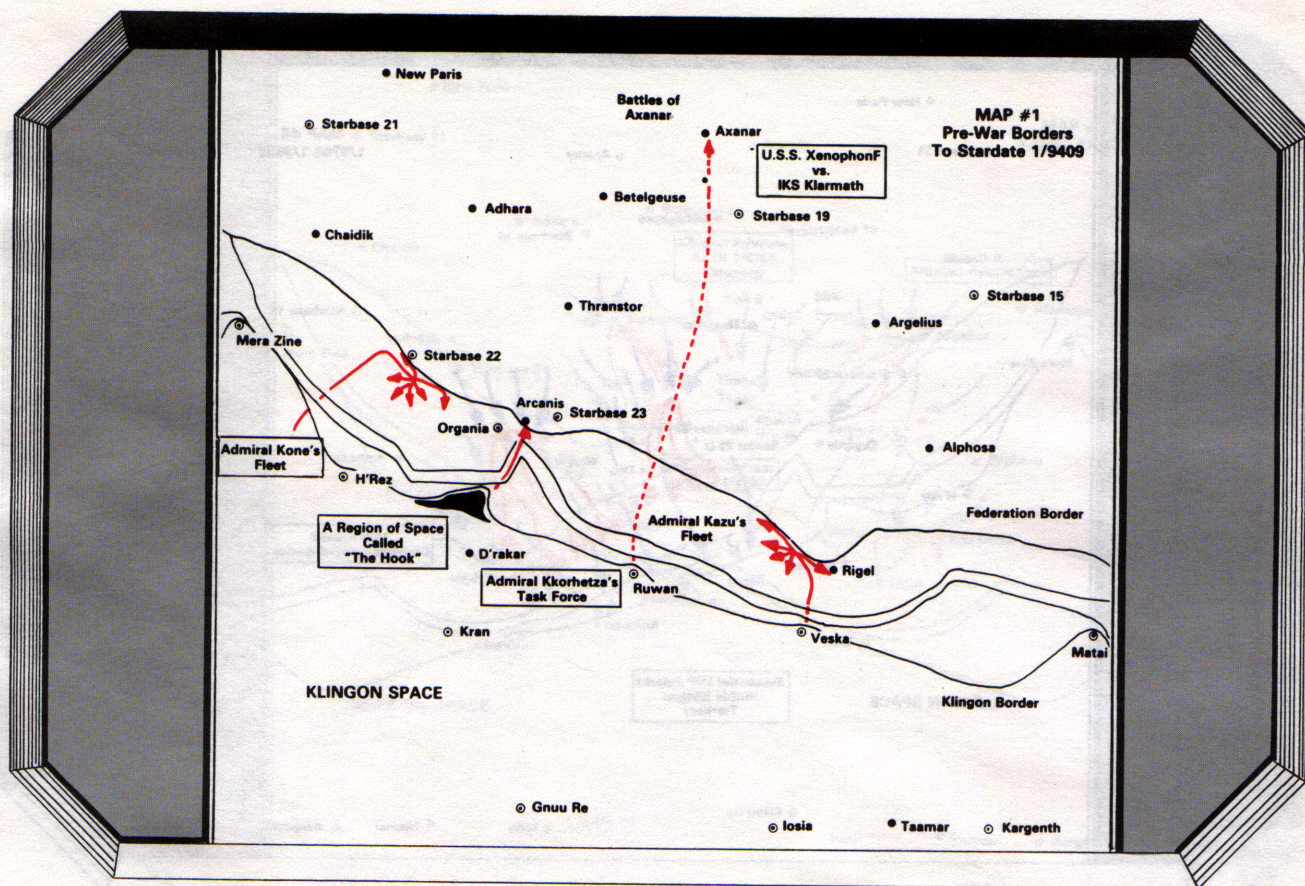 New Paris
Starbase 21
Battles of
Axanar
Axanar
MAP #1
Pre-War Borders
To Stardate 1/9409
U.S.S. XenophonF
vs.
IKS Klarmath
Adhara
Betelgeuse
Starbase 19
Chaidik
Starbase 15
Thranstor
Argelius
Mera Zine
Starbase 22
Arcanis
Starbase 23
Organia
Admiral Kone's
Fleet
Alphosa
H'Rez
A Region of Space
Called
"The Hook"
Admiral Kazu's
Fleet
Federation Border
D'rakar
Rigel
Admiral Kkorhetza's
Task Force
Ruwan
Kran
Veska
Matai
KLINGON SPACE
Klingon Border
Gnuu Re
Iosia
Taamar
Kargenth